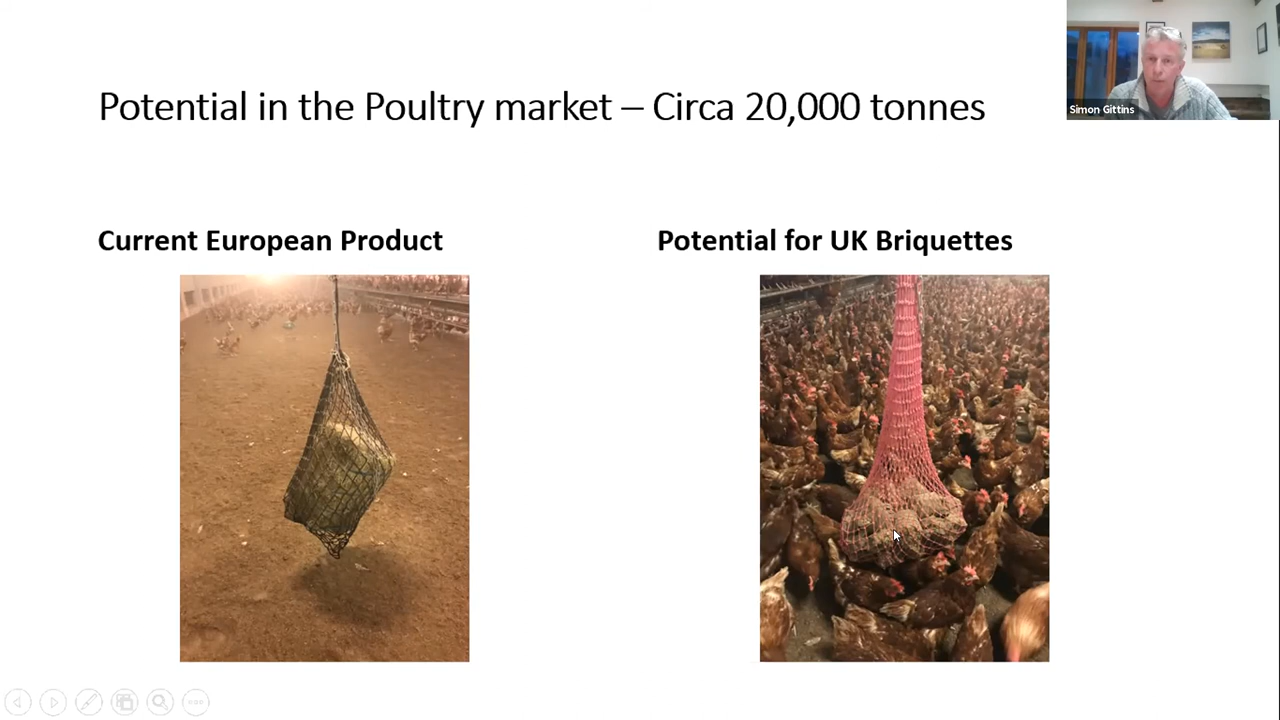 Potential in the Poultry market – Circa 20,000 tonnes
Simon Gittins
Current European Product
Potential for UK Briquettes